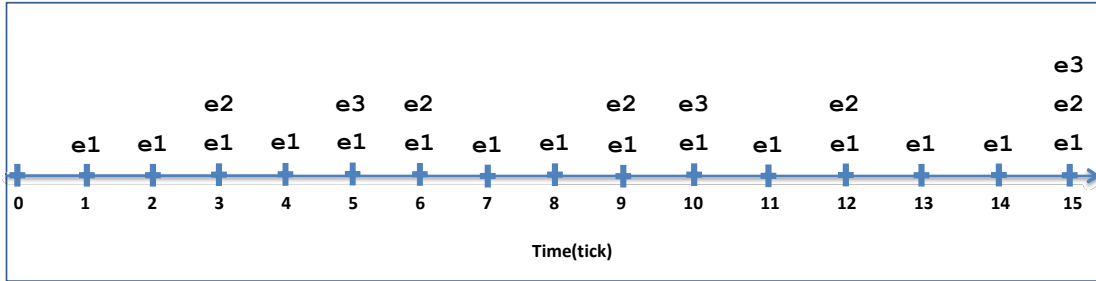 e3
e2 e3 e2 e2 e3 e2 e2
e1 e1 e1 e1 e1 e1 e1 e1 e1 e1 e1 e1 e1 e1 e1
0 1 2 3 4 5 6 7 8 9 10 11 12 13 14 15
Time(tick)